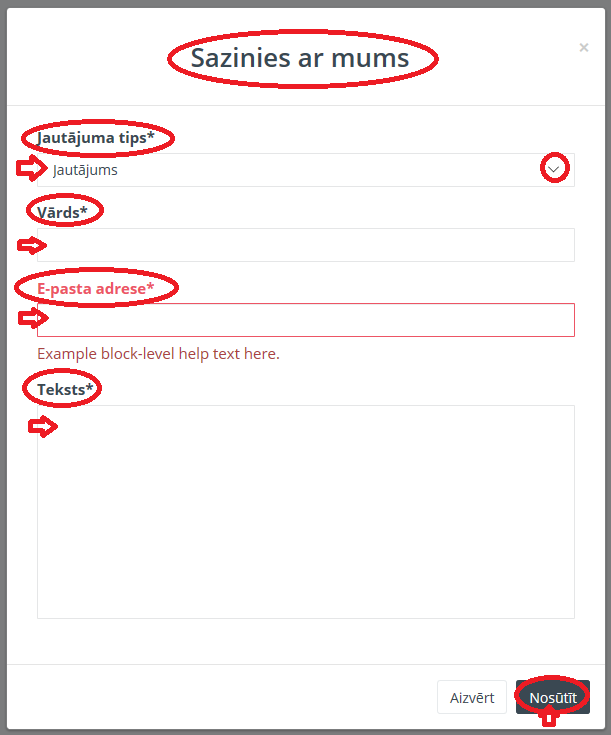 Sazinies ar mums
×
Jautājuma tips*
Jautājums
Vārds*
E-pasta adrese*
Example block-level help text here.
Teksts*
Aizvērt
Nosūtīt